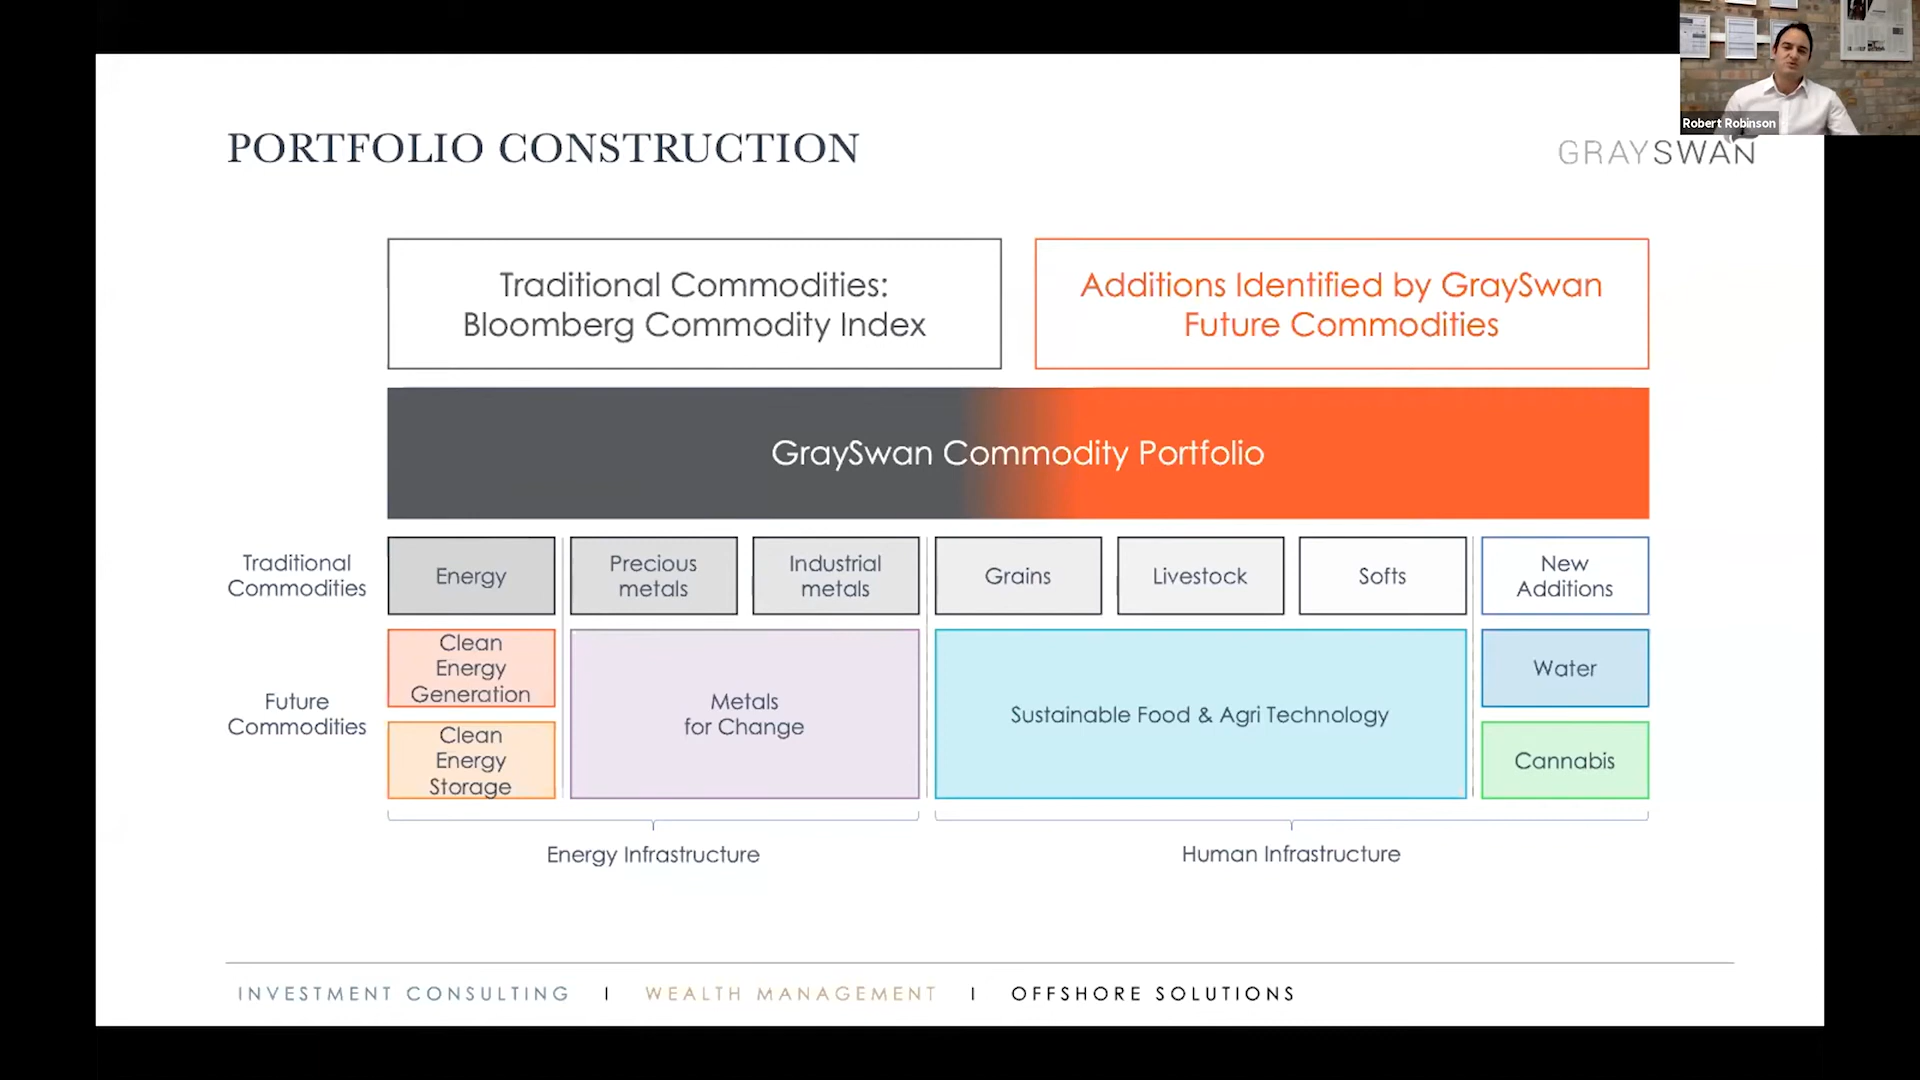 Robert Robinson
PORTFOLIO CONSTRUCTION
GRAYSWAN
Traditional Commodities:
Bloomberg Commodity Index
Additions Identified by GraySwan
Future Commodities
GraySwan Commodity Portfolio
Traditional
Commodities
Energy
Precious
metals
Industrial
metals
Grains
Livestock
Softs
New
Additions
Future
Commodities
Clean
Energy
Generation
Clean
Energy
Storage
Metals
for Change
Sustainable Food & Agri Technology
Water
Cannabis
Energy Infrastructure
Human Infrastructure
INVESTMENT CONSULTING | WEALTH MANAGEMENT | OFFSHORE SOLUTIONS